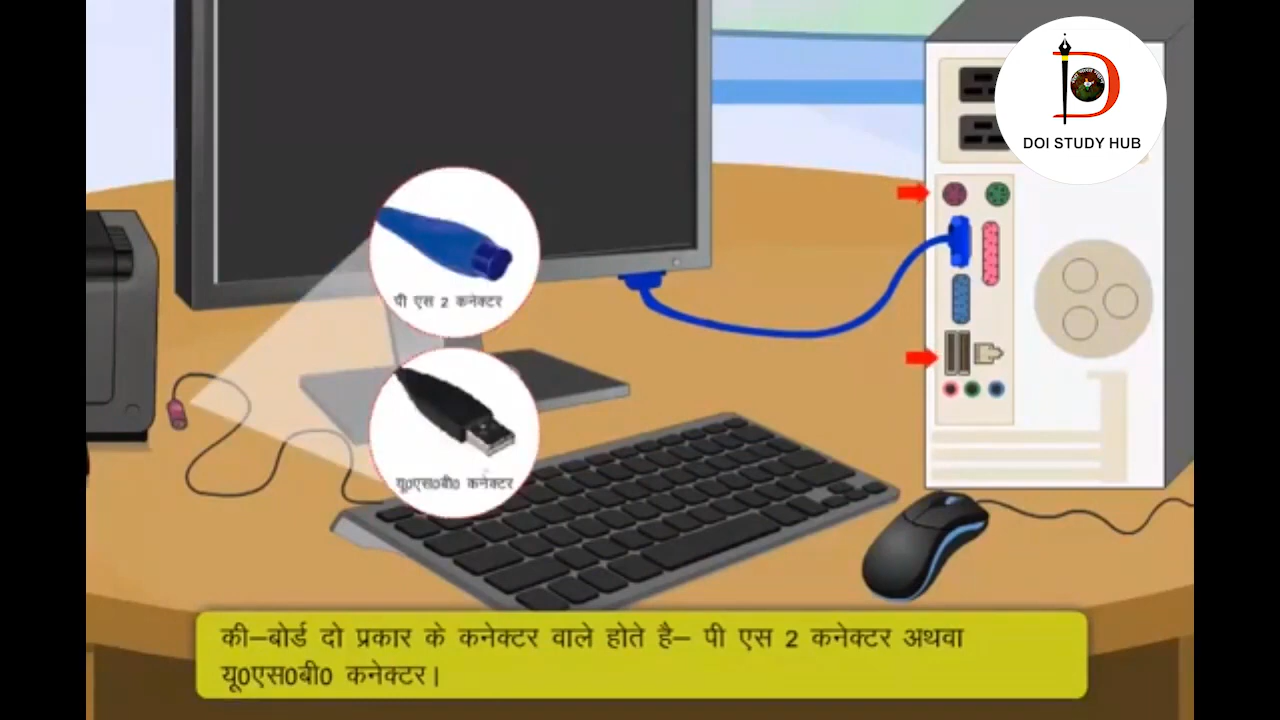 DOI STUDY HUB
पी एस 2 कनेक्टर
यू0एस0बी0 कनेक्टर
की–बोर्ड दो प्रकार के कनेक्टर वाले होते है– पी एस 2 कनेक्टर अथवा
यू0एस0बी0 कनेक्टर।